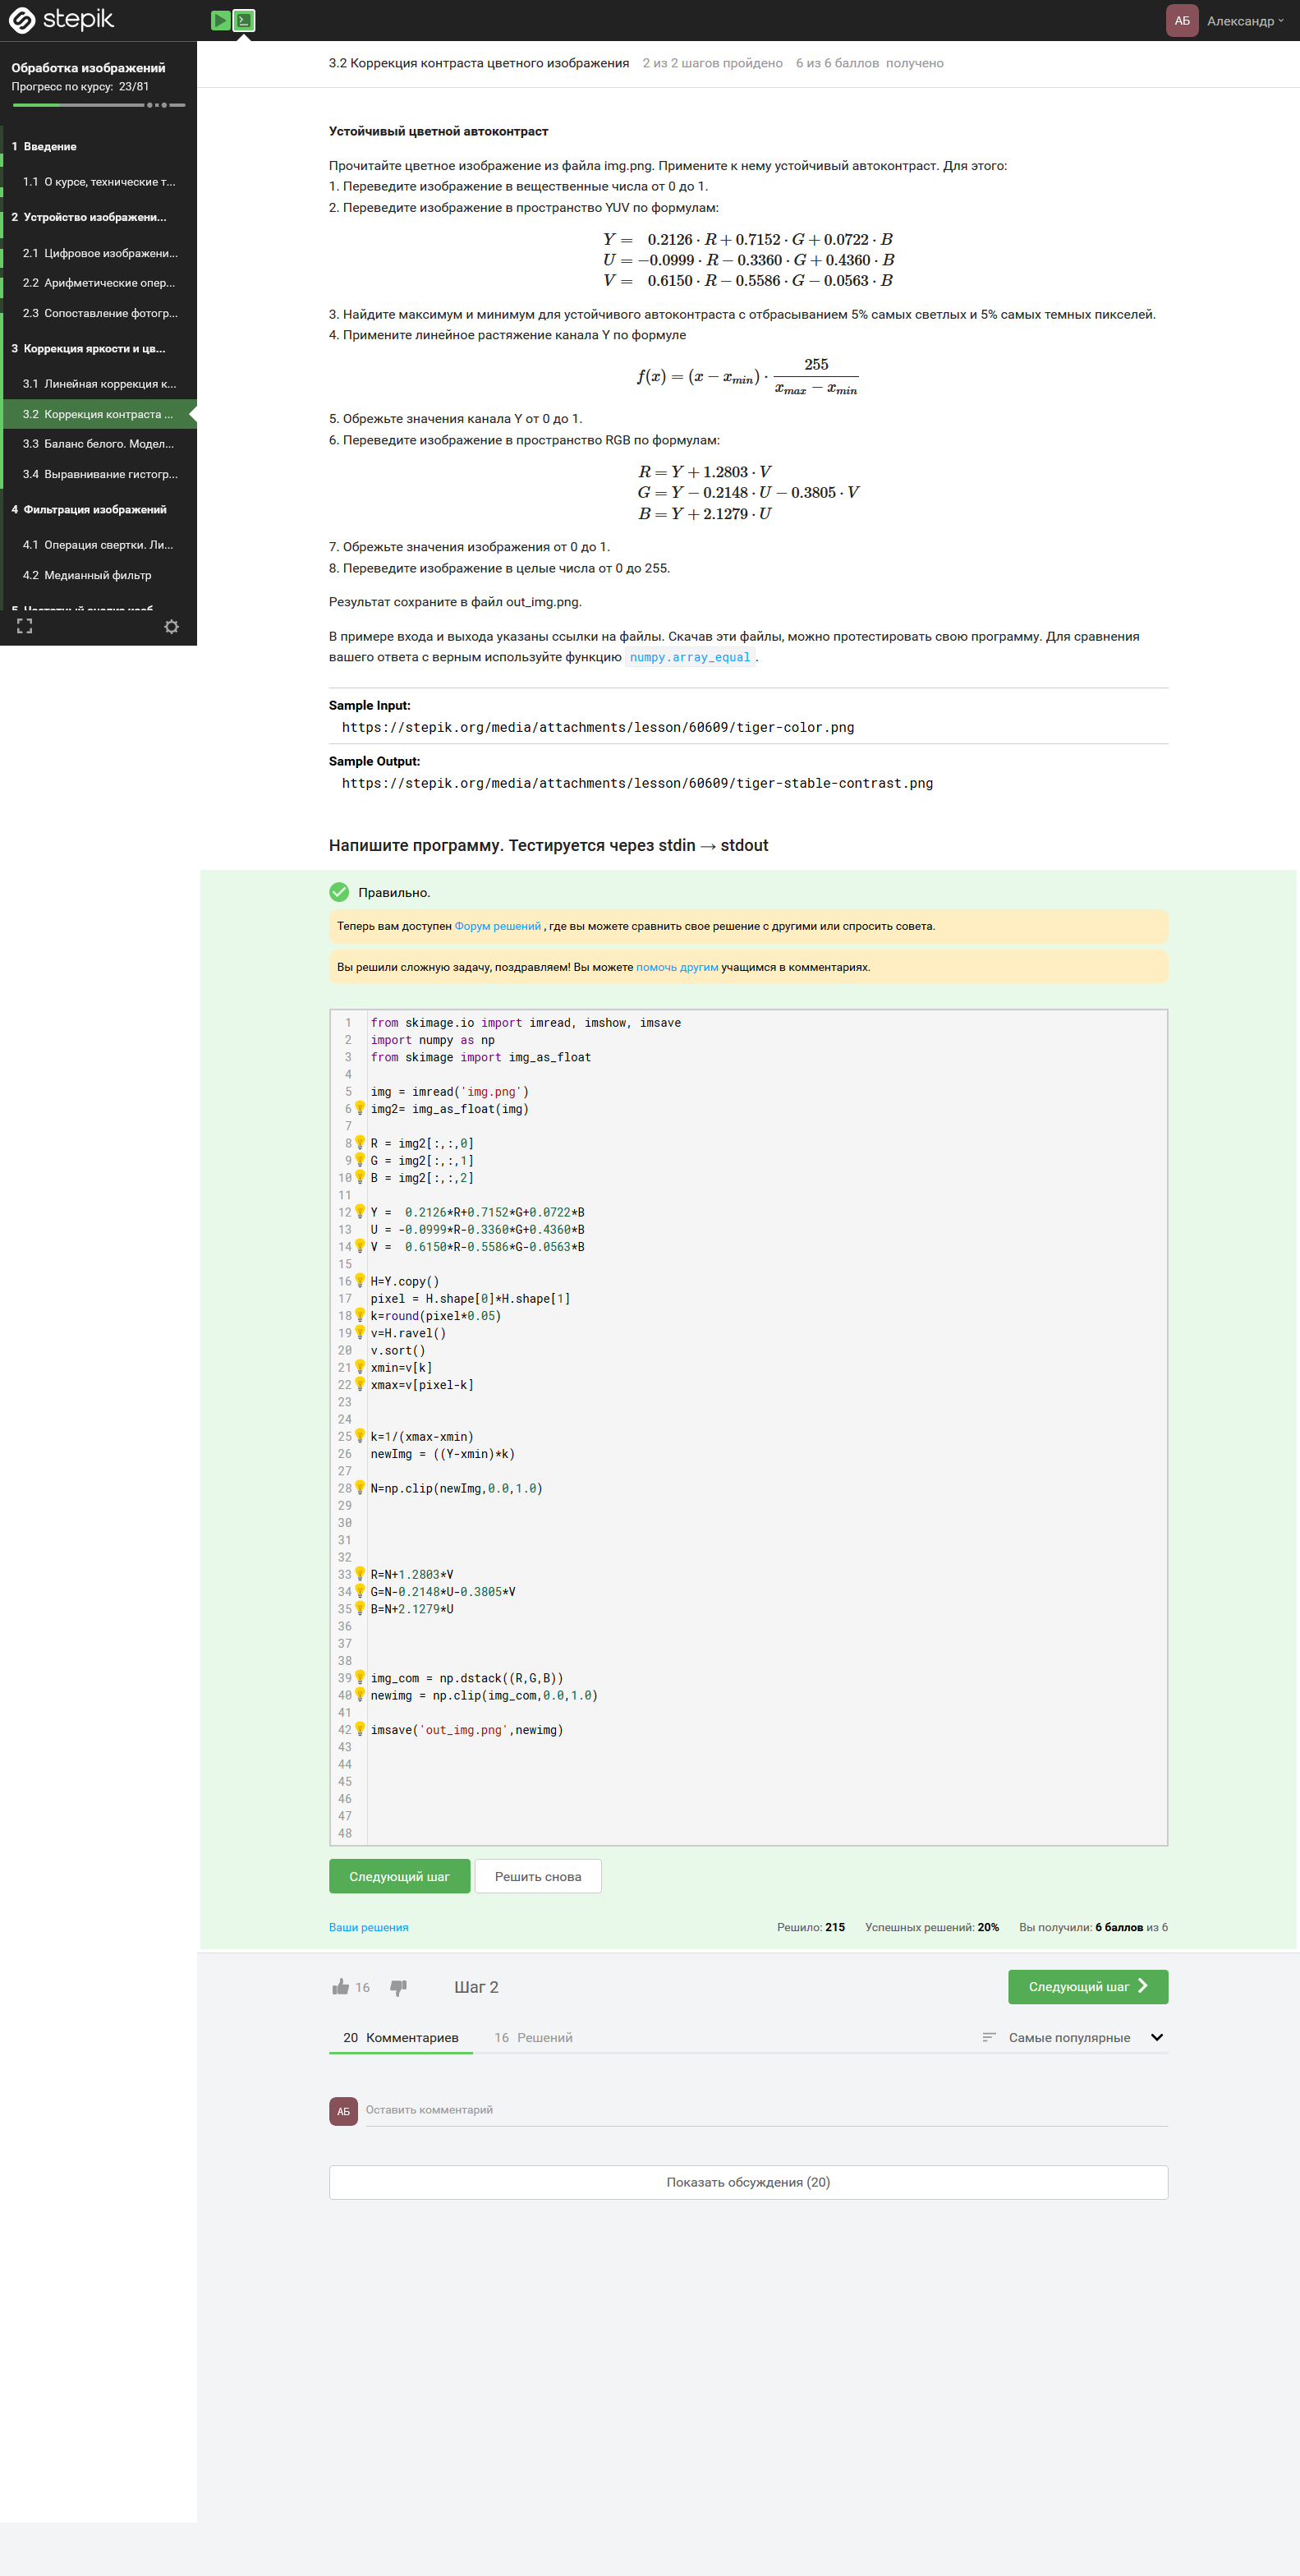 stepik
АБ Александр
Обработка изображений
Прогресс по курсу: 23/81
1 Введение
1.1 О курсе, технические т...
2 Устройство изображени...
2.1 Цифровое изображени...
2.2 Арифметические опер...
2.3 Сопоставление фотогр...
3 Коррекция яркости и цв...
3.1 Линейная коррекция к...
3.2 Коррекция контраста ...
3.3 Баланс белого. Модел...
3.4 Выравнивание гистогр...
4 Фильтрация изображений
4.1 Операция свертки. Ли...
4.2 Медианный фильтр
3.2 Коррекция контраста цветного изображения 2 из 2 шагов пройдено 6 из 6 баллов получено
Устойчивый цветной автоконтраст
Прочитайте цветное изображение из файла img.png. Примените к нему устойчивый автоконтраст. Для этого:
1. Переведите изображение в вещественные числа от 0 до 1.
2. Переведите изображение в пространство YUV по формулам:
Y = 0.2126 · R + 0.7152 · G + 0.0722 · B
U = −0.0999 · R − 0.3360 · G + 0.4360 · B
V = 0.6150 · R − 0.5586 · G − 0.0563 · B
3. Найдите максимум и минимум для устойчивого автоконтраста с отбрасыванием 5% самых светлых и 5% самых темных пикселей.
4. Примените линейное растяжение канала Y по формуле
f(x) = (x − xmin) · 255 / (xmax − xmin)
5. Обрежьте значения канала Y от 0 до 1.
6. Переведите изображение в пространство RGB по формулам:
R = Y + 1.2803 · V
G = Y − 0.2148 · U − 0.3805 · V
B = Y + 2.1279 · U
7. Обрежьте значения изображения от 0 до 1.
8. Переведите изображение в целые числа от 0 до 255.
Результат сохраните в файл out_img.png.
В примере входа и выхода указаны ссылки на файлы. Скачав эти файлы, можно протестировать свою программу. Для сравнения
вашего ответа с верным используйте функцию numpy.array_equal .
Sample Input:
https://stepik.org/media/attachments/lesson/60609/tiger-color.png
Sample Output:
https://stepik.org/media/attachments/lesson/60609/tiger-stable-contrast.png
Напишите программу. Тестируется через stdin → stdout
Правильно.
Теперь вам доступен Форум решений , где вы можете сравнить свое решение с другими или спросить совета.
Вы решили сложную задачу, поздравляем! Вы можете помочь другим учащимся в комментариях.
1 from skimage.io import imread, imshow, imsave
2 import numpy as np
3 from skimage import img_as_float
4
5 img = imread('img.png')
6 img2= img_as_float(img)
7
8 R = img2[:,:,0]
9 G = img2[:,:,1]
10 B = img2[:,:,2]
11
12 Y =  0.2126*R+0.7152*G+0.0722*B
13 U = -0.0999*R-0.3360*G+0.4360*B
14 V =  0.6150*R-0.5586*G-0.0563*B
15
16 H=Y.copy()
17 pixel = H.shape[0]*H.shape[1]
18 k=round(pixel*0.05)
19 v=H.ravel()
20 v.sort()
21 xmin=v[k]
22 xmax=v[pixel-k]
23
24
25 k=1/(xmax-xmin)
26 newImg = ((Y-xmin)*k)
27
28 N=np.clip(newImg,0.0,1.0)
29
30
31
32
33 R=N+1.2803*V
34 G=N-0.2148*U-0.3805*V
35 B=N+2.1279*U
36
37
38
39 img_com = np.dstack((R,G,B))
40 newimg = np.clip(img_com,0.0,1.0)
41
42 imsave('out_img.png',newimg)
43
44
45
46
47
48
Следующий шаг Решить снова
Ваши решения Решило: 215 Успешных решений: 20% Вы получили: 6 баллов из 6
16 Шаг 2 Следующий шаг
20 Комментариев 16 Решений Самые популярные
АБ Оставить комментарий
Показать обсуждения (20)